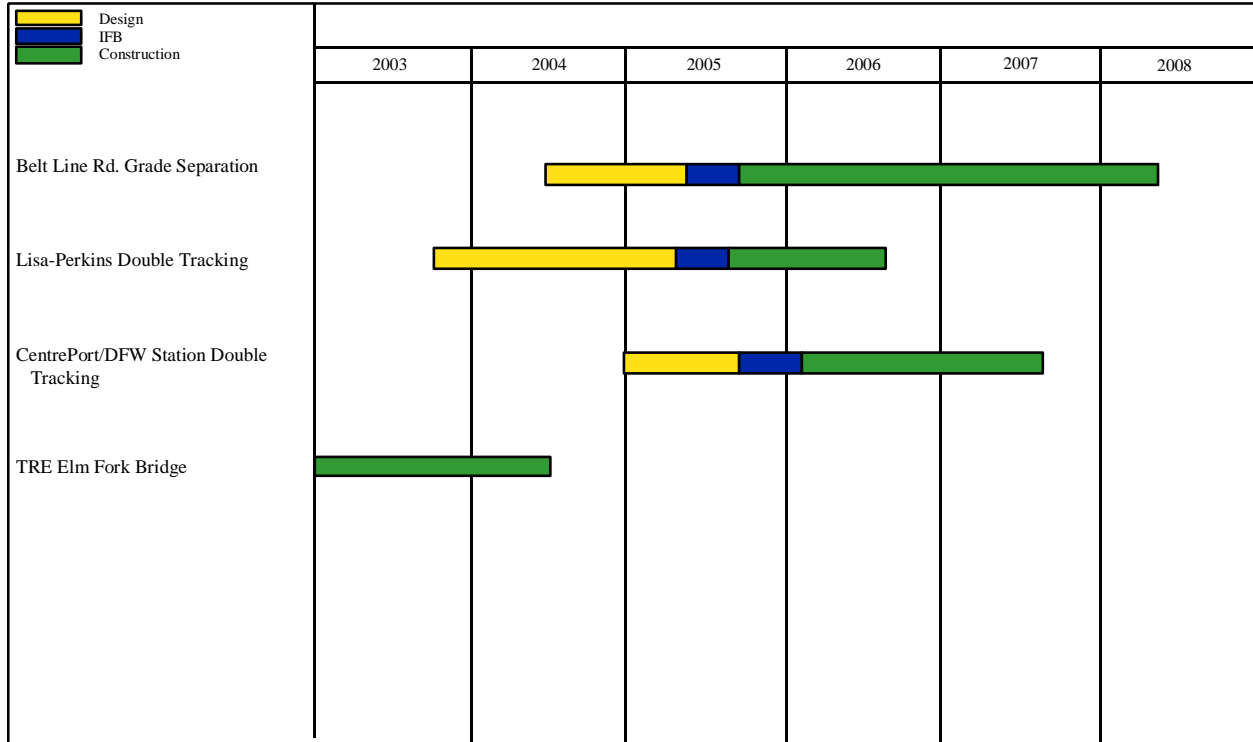 Design
IFB
Construction
2003 2004 2005 2006 2007 2008
Belt Line Rd. Grade Separation
Lisa-Perkins Double Tracking
CentrePort/DFW Station Double
Tracking
TRE Elm Fork Bridge